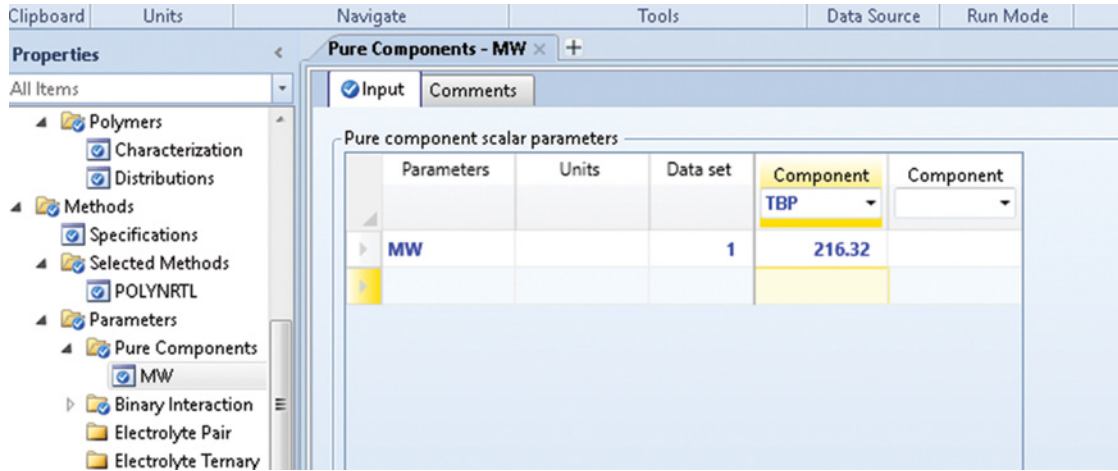 Clipboard Units Navigate Tools Data Source Run Mode
Properties
All Items
Polymers
Characterization
Distributions
Methods
Specifications
Selected Methods
POLYNRTL
Parameters
Pure Components
MW
Binary Interaction
Electrolyte Pair
Electrolyte Ternary
Pure Components - MW
Input Comments
Pure component scalar parameters
Parameters Units Data set Component Component
TBP
MW 1 216.32